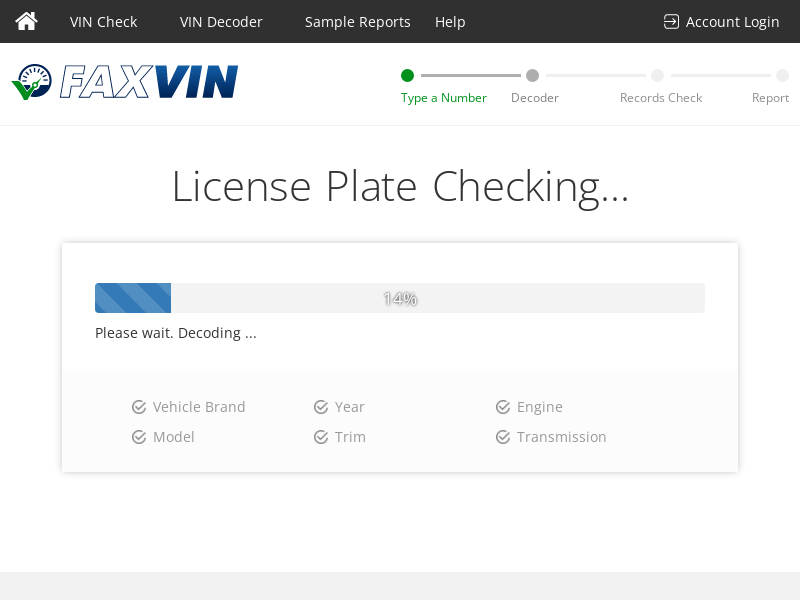 VIN Check VIN Decoder Sample Reports Help Account Login
FAXVIN
Type a Number Decoder Records Check Report
License Plate Checking...
14%
Please wait. Decoding ...
Vehicle Brand Year Engine
Model Trim Transmission